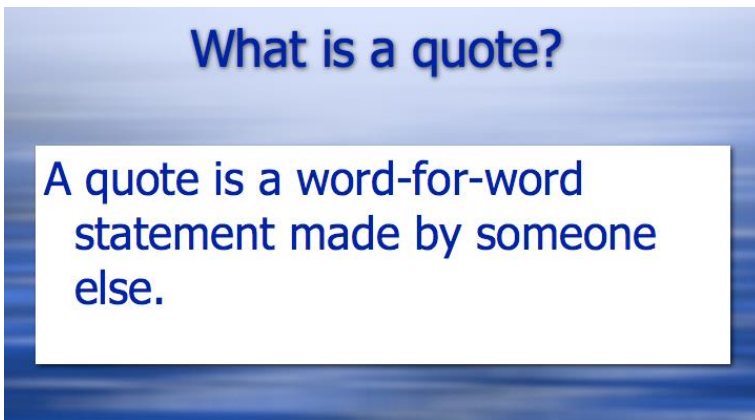 What is a quote?
A quote is a word-for-word
statement made by someone
else.